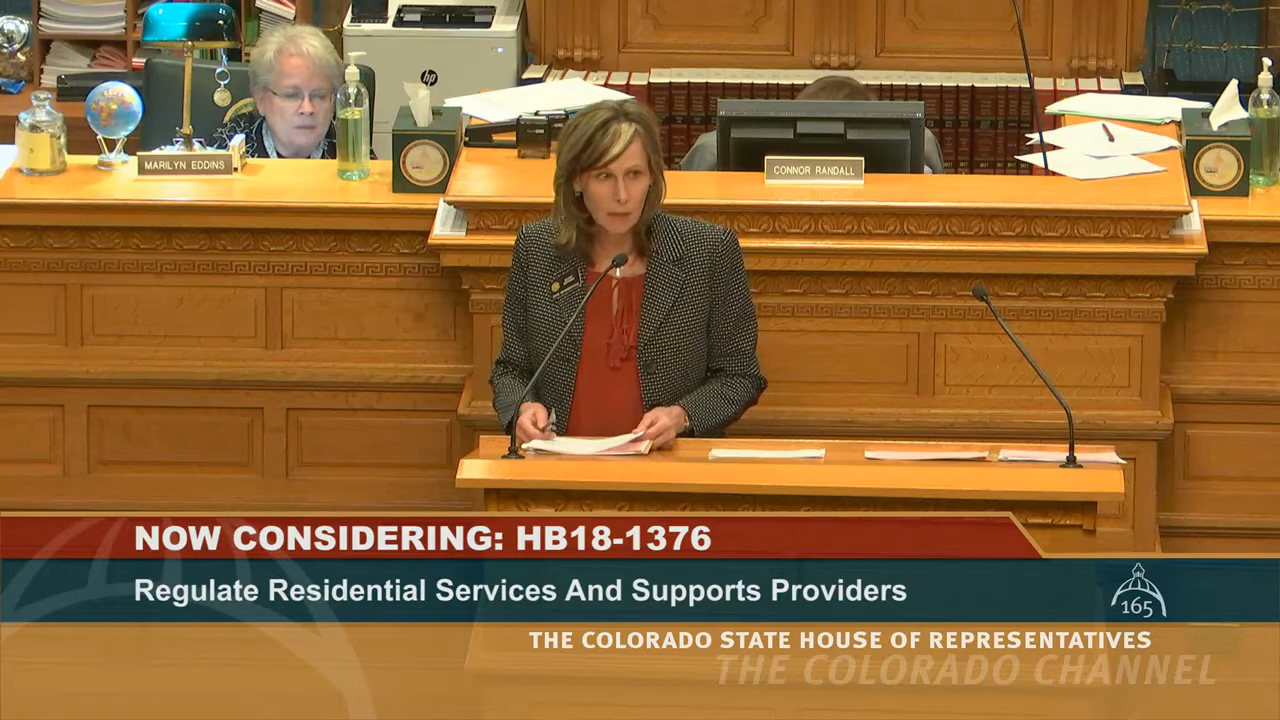 hp
MARILYN EDDINS
CONNOR RANDALL
NOW CONSIDERING: HB18-1376
Regulate Residential Services And Supports Providers
165
THE COLORADO STATE HOUSE OF REPRESENTATIVES
THE COLORADO CHANNEL